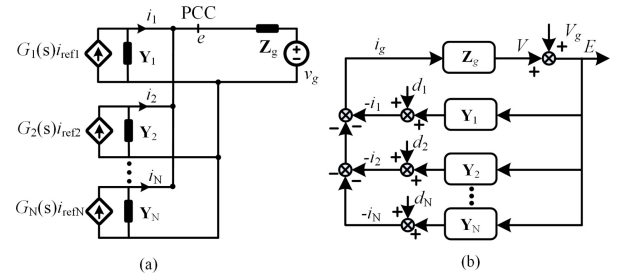 i1
PCC
e
Zg
G1(s)iref1
Y1
vg
i2
G2(s)iref2
Y2
iN
GN(s)irefN
YN
(a)
ig
Zg
V
Vg
+
+
E
-i1
+
d1
+
Y1
−
−
-i2
+
d2
+
Y2
−
−
-iN
+
dN
+
YN
(b)